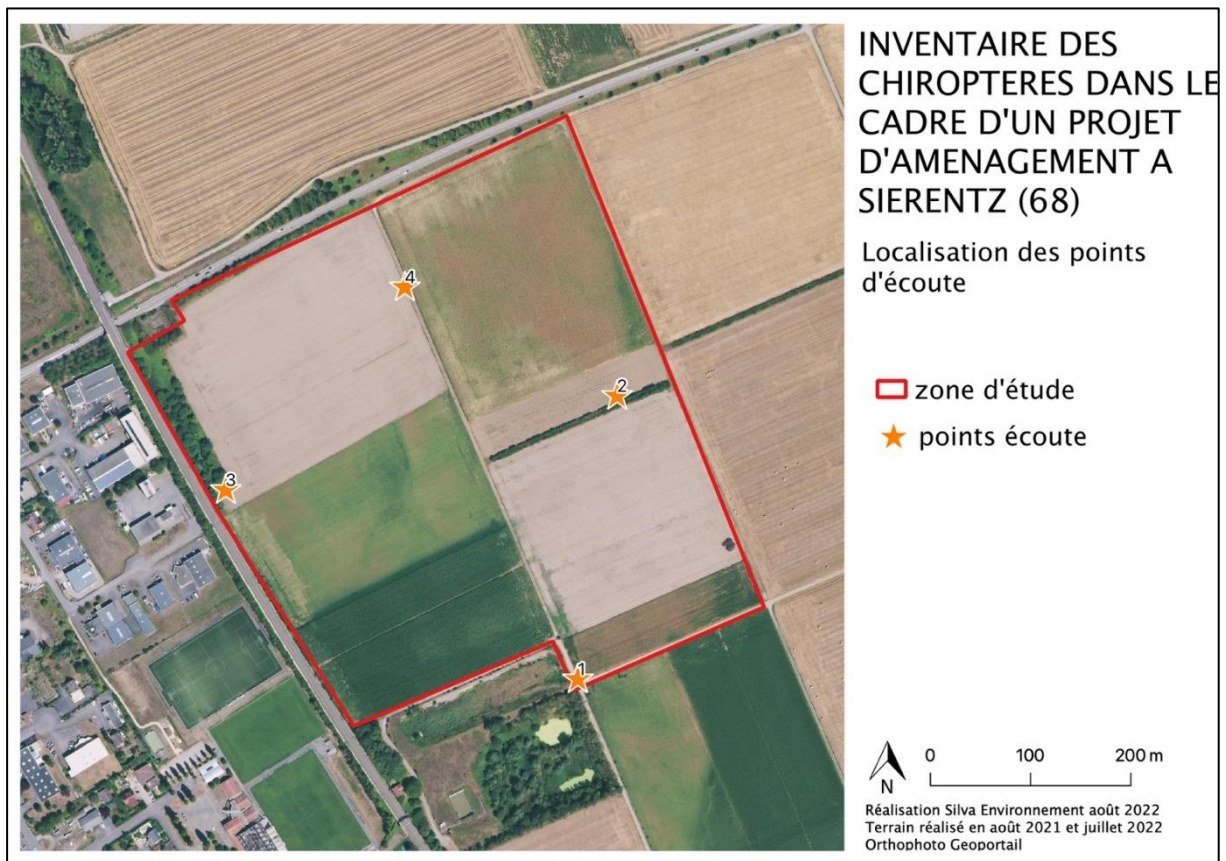 INVENTAIRE DES
CHIROPTERES DANS LE
CADRE D'UN PROJET
D'AMENAGEMENT A
SIERENTZ (68)
Localisation des points
d'écoute
zone d'étude
points écoute
4
2
3
1
N
0 100 200 m
Réalisation Silva Environnement août 2022
Terrain réalisé en août 2021 et juillet 2022
Orthophoto Geoportail